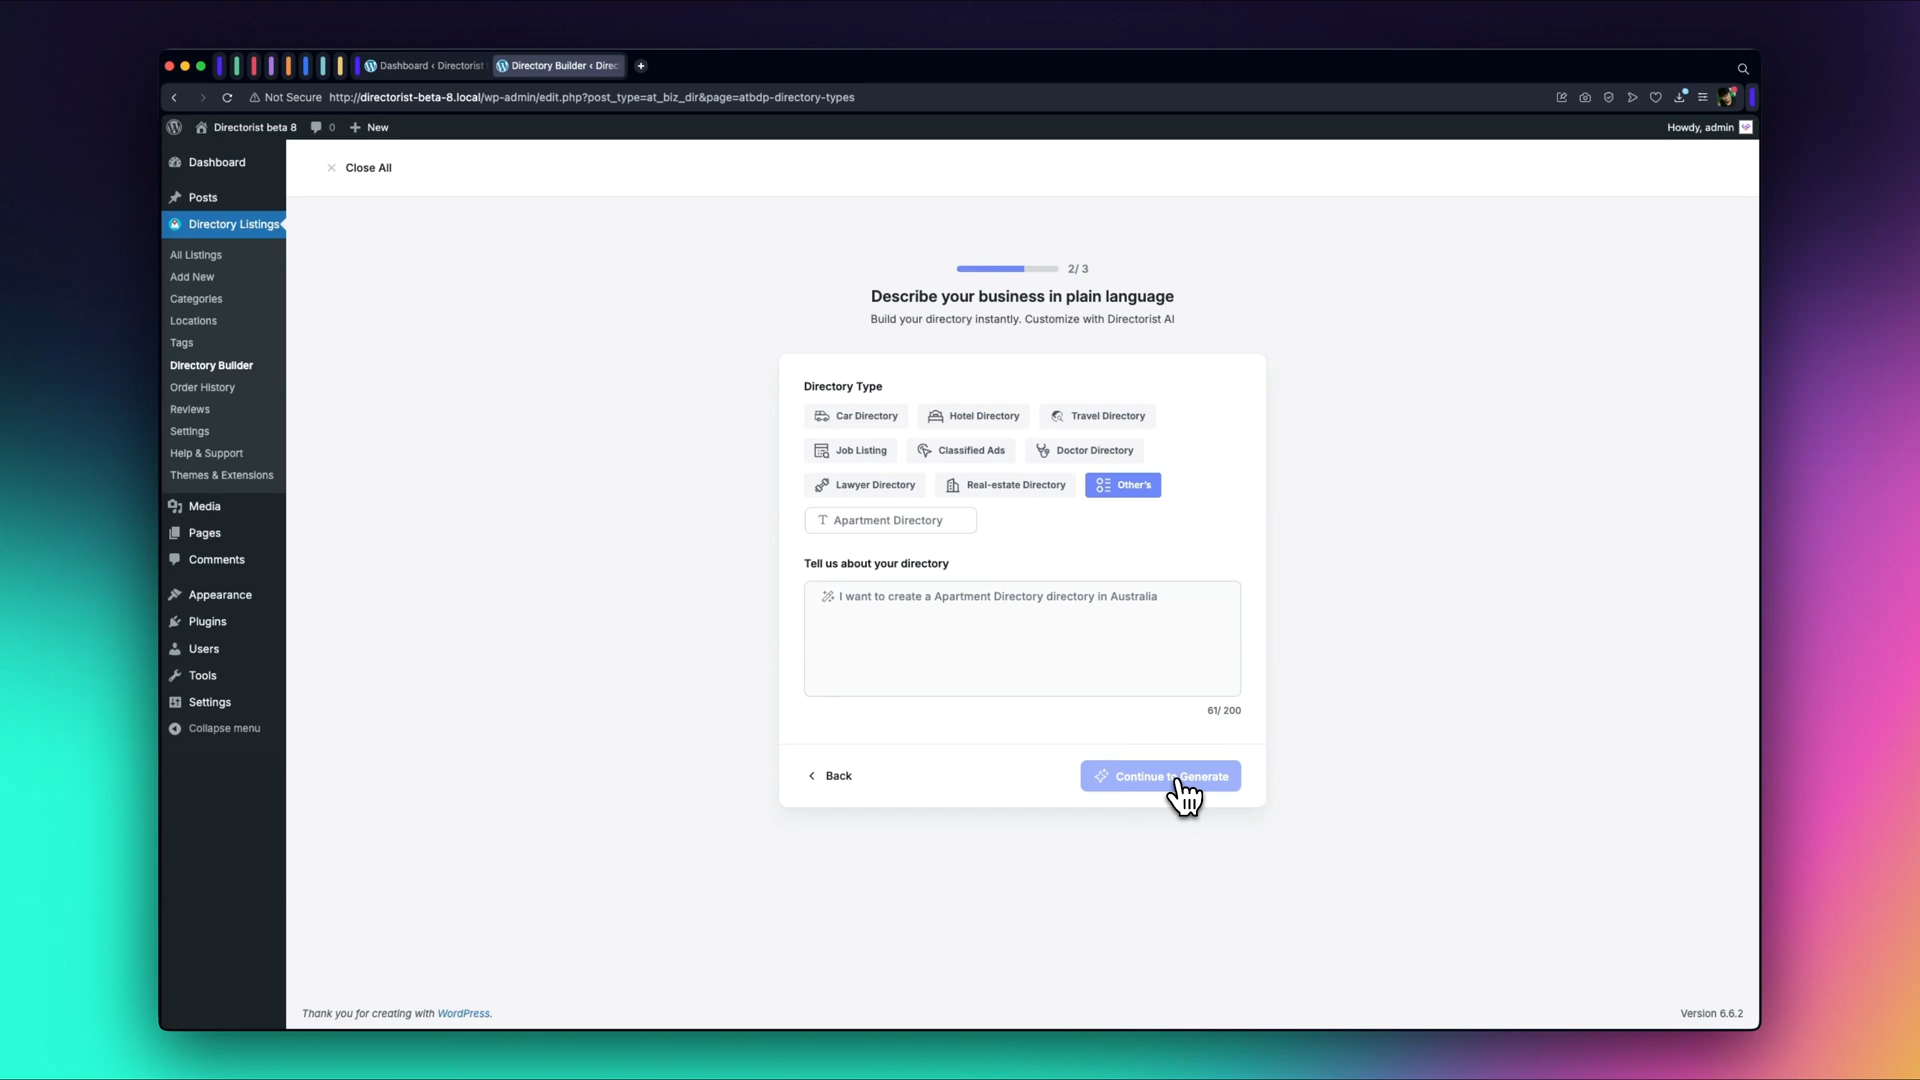 Dashboard ‹ Directorist
Directory Builder ‹ Direc
Not Secure http://directorist-beta-8.local/wp-admin/edit.php?post_type=at_biz_dir&page=atbdp-directory-types
Directorist beta 8 0 New
Howdy, admin
Dashboard
Posts
Directory Listings
All Listings
Add New
Categories
Locations
Tags
Directory Builder
Order History
Reviews
Settings
Help & Support
Themes & Extensions
Media
Pages
Comments
Appearance
Plugins
Users
Tools
Settings
Collapse menu
Close All
2/ 3
Describe your business in plain language
Build your directory instantly. Customize with Directorist AI
Directory Type
Car Directory Hotel Directory Travel Directory
Job Listing Classified Ads Doctor Directory
Lawyer Directory Real-estate Directory Other's
Apartment Directory
Tell us about your directory
I want to create a Apartment Directory directory in Australia
61/ 200
Back
Continue to Generate
Thank you for creating with WordPress.
Version 6.6.2